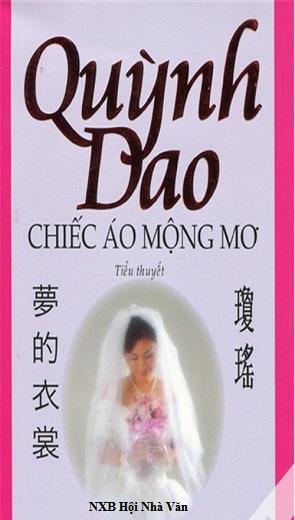 Quỳnh
Dao
CHIẾC ÁO MỘNG MƠ
Tiểu thuyết
夢的衣裳
瓊瑤
NXB Hội Nhà Văn